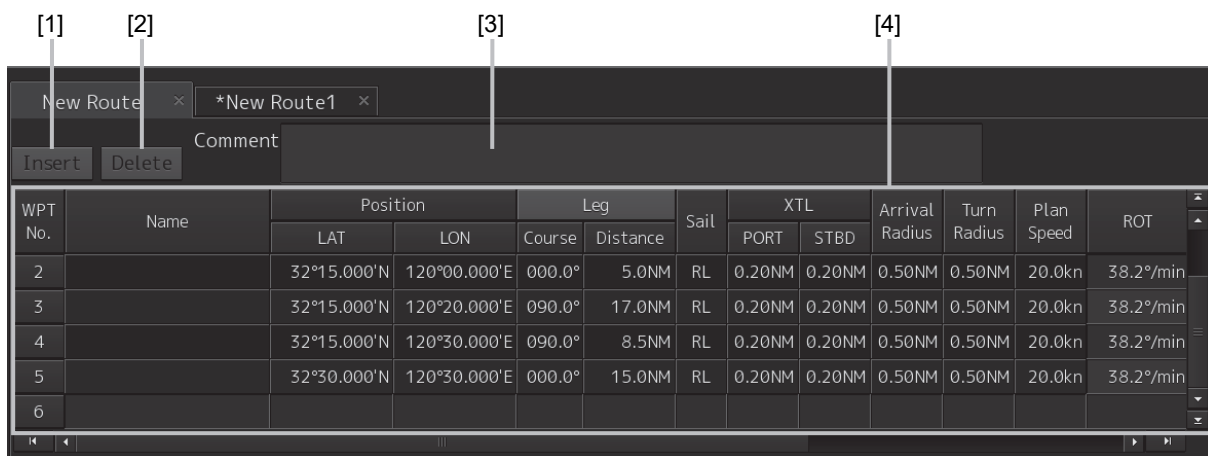 [1] [2] [3] [4]
New Route × *New Route1 ×
Insert Delete Comment
WPT No. Name Position Leg Sail XTL Arrival Radius Turn Radius Plan Speed ROT
LAT LON Course Distance PORT STBD
2 32°15.000'N 120°00.000'E 000.0° 5.0NM RL 0.20NM 0.20NM 0.50NM 0.50NM 20.0kn 38.2°/min
3 32°15.000'N 120°20.000'E 090.0° 17.0NM RL 0.20NM 0.20NM 0.50NM 0.50NM 20.0kn 38.2°/min
4 32°15.000'N 120°30.000'E 090.0° 8.5NM RL 0.20NM 0.20NM 0.50NM 0.50NM 20.0kn 38.2°/min
5 32°30.000'N 120°30.000'E 000.0° 15.0NM RL 0.20NM 0.20NM 0.50NM 0.50NM 20.0kn 38.2°/min
6